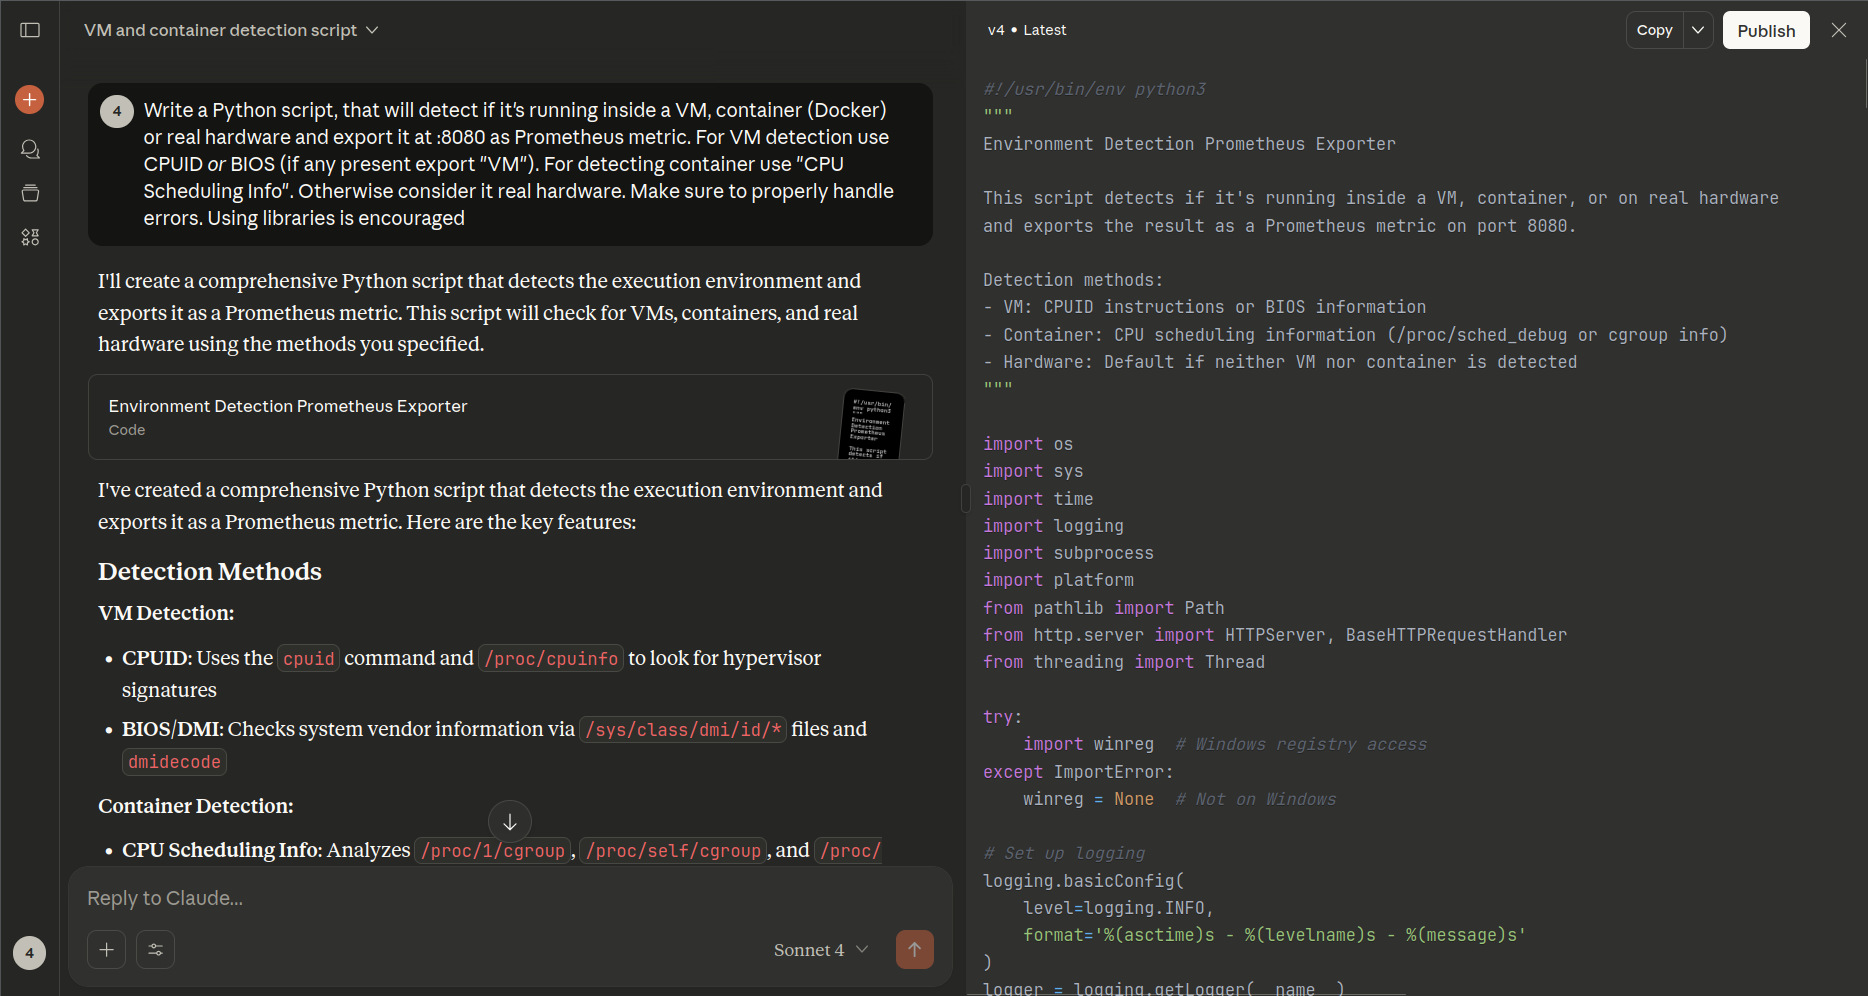 VM and container detection script
4
Write a Python script, that will detect if it's running inside a VM, container (Docker)
or real hardware and export it at :8080 as Prometheus metric. For VM detection use
CPUID or BIOS (if any present export "VM"). For detecting container use "CPU
Scheduling Info". Otherwise consider it real hardware. Make sure to properly handle
errors. Using libraries is encouraged
I'll create a comprehensive Python script that detects the execution environment and
exports it as a Prometheus metric. This script will check for VMs, containers, and real
hardware using the methods you specified.
Environment Detection Prometheus Exporter
Code
#!/usr/bin/
env python3
"""
Environment
Detection
Prometheus
Exporter
This script
detects if
I've created a comprehensive Python script that detects the execution environment and
exports it as a Prometheus metric. Here are the key features:
Detection Methods
VM Detection:
• CPUID: Uses the cpuid command and /proc/cpuinfo to look for hypervisor
signatures
• BIOS/DMI: Checks system vendor information via /sys/class/dmi/id/* files and
dmidecode
Container Detection:
• CPU Scheduling Info: Analyzes /proc/1/cgroup, /proc/self/cgroup, and /proc/
Reply to Claude...
Sonnet 4
4
v4 • Latest
Copy
Publish
#!/usr/bin/env python3
"""
Environment Detection Prometheus Exporter
This script detects if it's running inside a VM, container, or on real hardware
and exports the result as a Prometheus metric on port 8080.
Detection methods:
- VM: CPUID instructions or BIOS information
- Container: CPU scheduling information (/proc/sched_debug or cgroup info)
- Hardware: Default if neither VM nor container is detected
"""
import os
import sys
import time
import logging
import subprocess
import platform
from pathlib import Path
from http.server import HTTPServer, BaseHTTPRequestHandler
from threading import Thread
try:
    import winreg  # Windows registry access
except ImportError:
    winreg = None  # Not on Windows
# Set up logging
logging.basicConfig(
    level=logging.INFO,
    format='%(asctime)s - %(levelname)s - %(message)s'
)
logger = logging.getLogger(__name__)